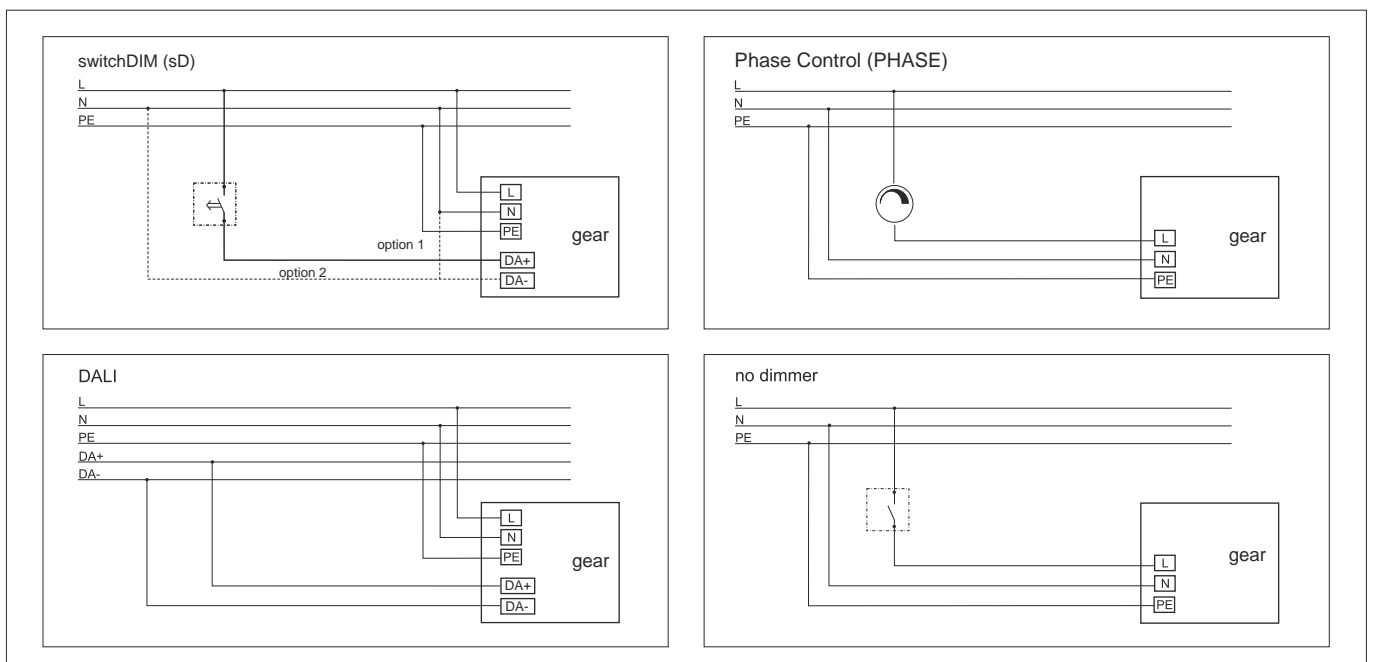 switchDIM (sD)
L
N
PE
L
N
PE
option 1
gear
DA+
option 2
DA-
Phase Control (PHASE)
L
N
PE
L
gear
N
PE
DALI
L
N
PE
DA+
DA-
L
N
PE
gear
DA+
DA-
no dimmer
L
N
PE
L
gear
N
PE